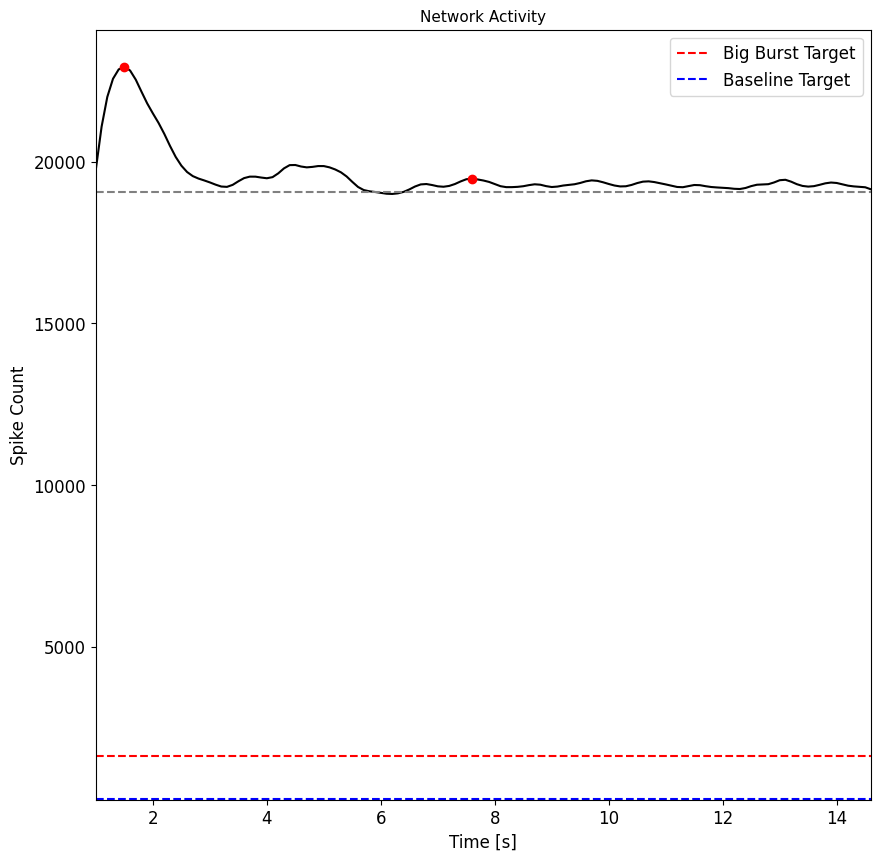 Network Activity
Big Burst Target
Baseline Target
20000
15000
10000
5000
Spike Count
2 4 6 8 10 12 14
Time [s]